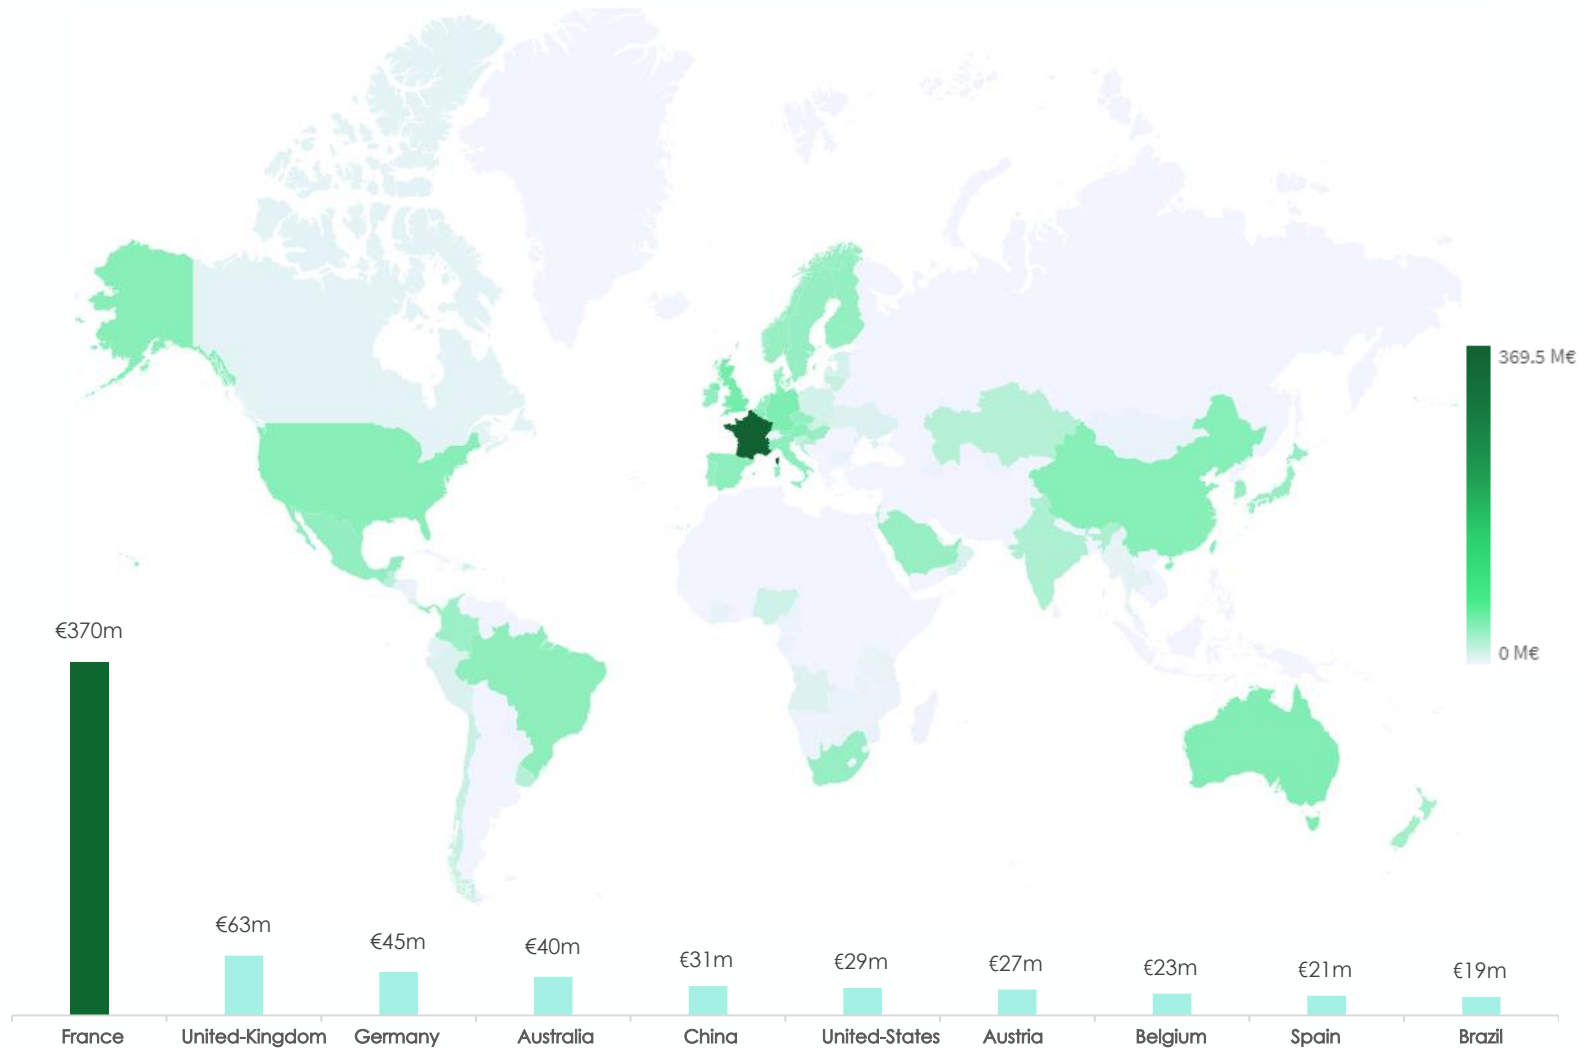 369.5 M€
0 M€
€370m
€63m
€45m
€40m
€31m
€29m
€27m
€23m
€21m
€19m
France
United-Kingdom
Germany
Australia
China
United-States
Austria
Belgium
Spain
Brazil